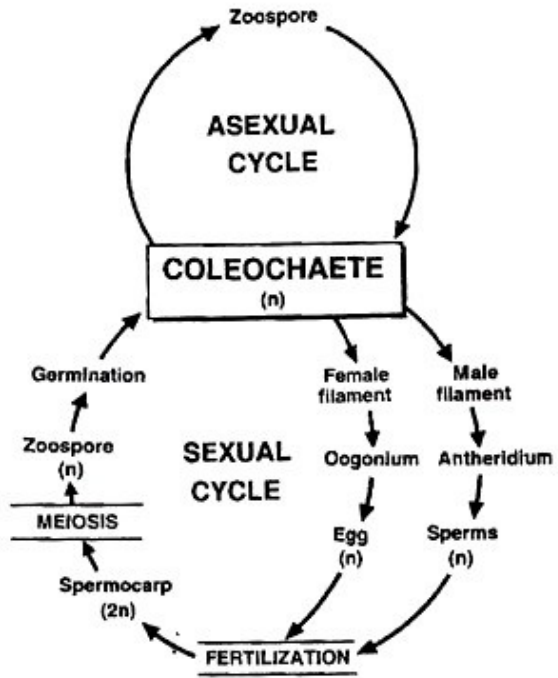 Zoospore
ASEXUAL
CYCLE
COLEOCHAETE
(n)
Germination
Female
filament
Male
filament
Zoospore
(n)
SEXUAL
CYCLE
Oogonium
Antheridium
MEIOSIS
Egg
(n)
Sperms
(n)
Spermocarp
(2n)
FERTILIZATION